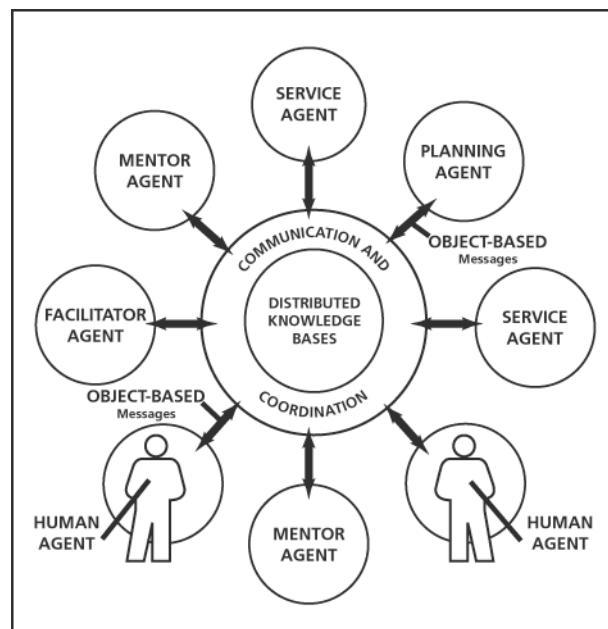 SERVICE
AGENT
MENTOR
AGENT
PLANNING
AGENT
COMMUNICATION AND
OBJECT-BASED
Messages
DISTRIBUTED
KNOWLEDGE
BASES
FACILITATOR
AGENT
SERVICE
AGENT
COORDINATION
OBJECT-BASED
Messages
HUMAN
AGENT
MENTOR
AGENT
HUMAN
AGENT